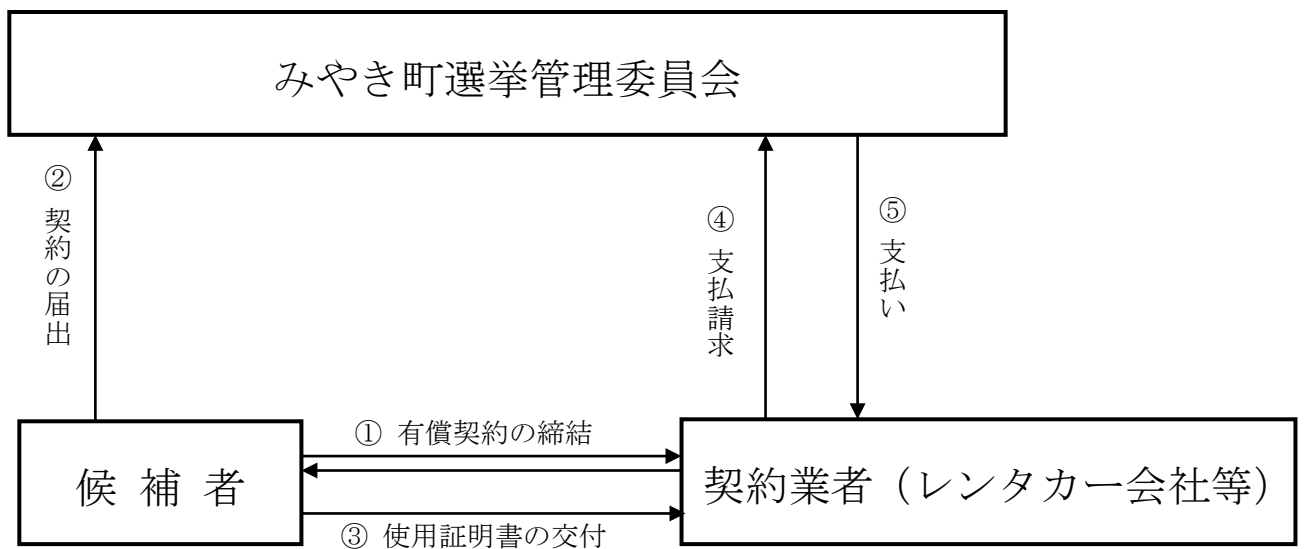 みやき町選挙管理委員会
② 契約の届出
④ 支払請求
⑤ 支払い
① 有償契約の締結
候 補 者
契約業者（レンタカー会社等）
③ 使用証明書の交付